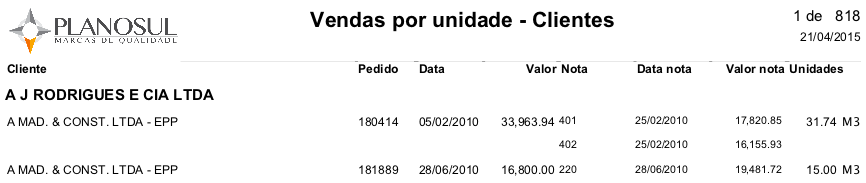 PLANOSUL
MARCAS DE QUALIDADE
Vendas por unidade - Clientes
1 de 818
21/04/2015
Cliente Pedido Data Valor Nota Data nota Valor nota Unidades
A J RODRIGUES E CIA LTDA
A MAD. & CONST. LTDA - EPP 180414 05/02/2010 33,963.94 401 25/02/2010 17,820.85 31.74 M3
402 25/02/2010 16,155.93
A MAD. & CONST. LTDA - EPP 181889 28/06/2010 16,800.00 220 28/06/2010 19,481.72 15.00 M3